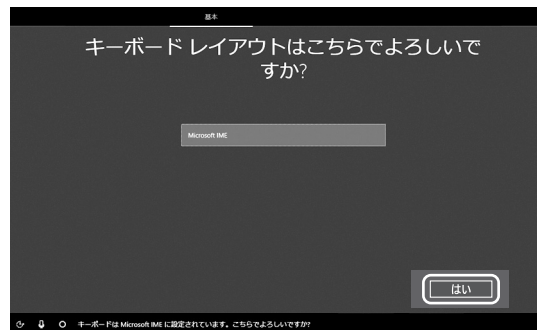 基本
キーボード レイアウトはこちらでよろしいで
すか?
Microsoft IME
はい
キーボードは Microsoft IME に設定されています。こちらでよろしいですか?